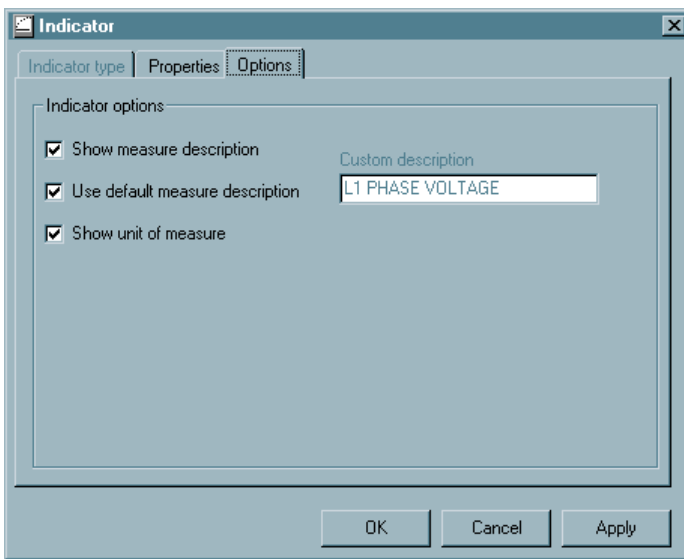 Indicator
Indicator type Properties Options
Indicator options
Show measure description
Custom description
Use default measure description
L1 PHASE VOLTAGE
Show unit of measure
OK Cancel Apply